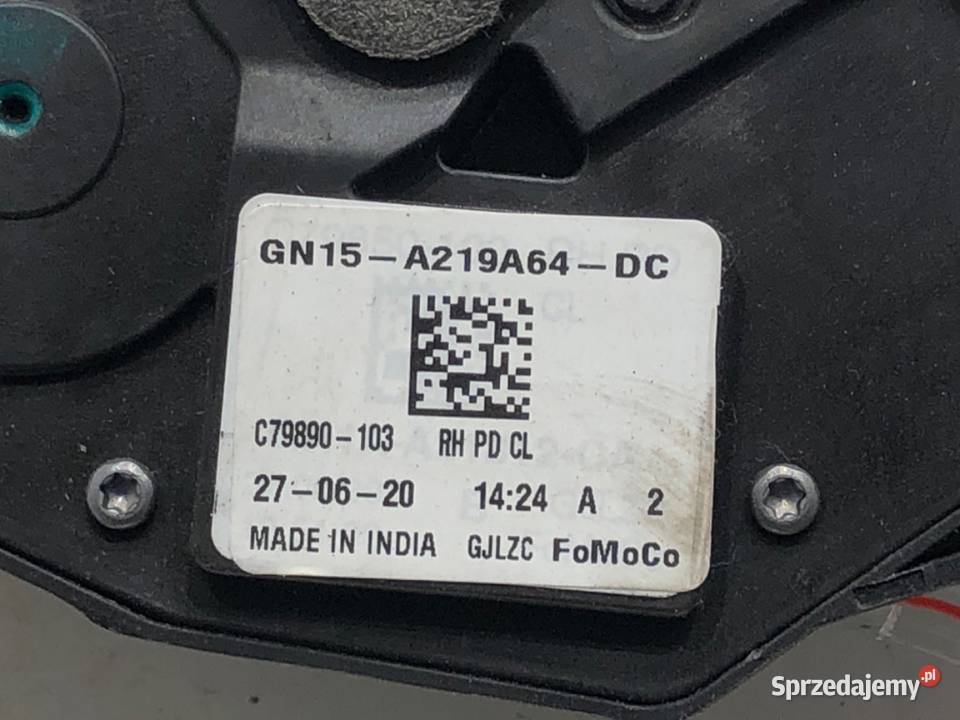 GN15-A219A64-DC
C79890-103 RH PD CL
27-06-20 14:24 A 2
MADE IN INDIA GJLZC FoMoCo
Sprzedajemy.pl